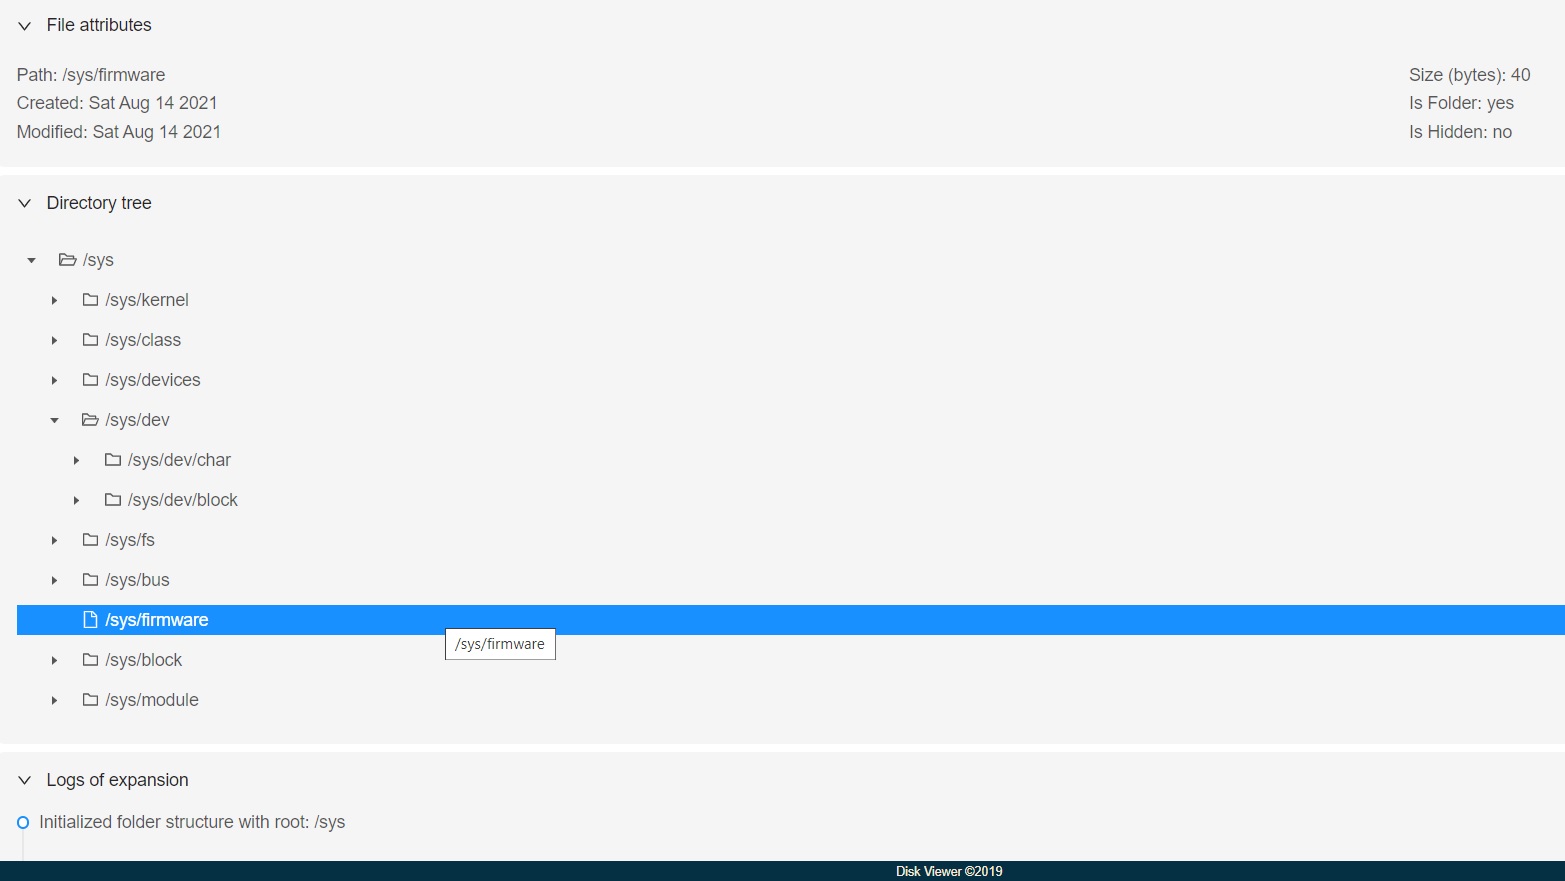 File attributes
Path: /sys/firmware
Size (bytes): 40
Created: Sat Aug 14 2021
Is Folder: yes
Modified: Sat Aug 14 2021
Is Hidden: no
Directory tree
/sys
/sys/kernel
/sys/class
/sys/devices
/sys/dev
/sys/dev/char
/sys/dev/block
/sys/fs
/sys/bus
/sys/firmware
/sys/firmware
/sys/block
/sys/module
Logs of expansion
Initialized folder structure with root: /sys
Disk Viewer ©2019